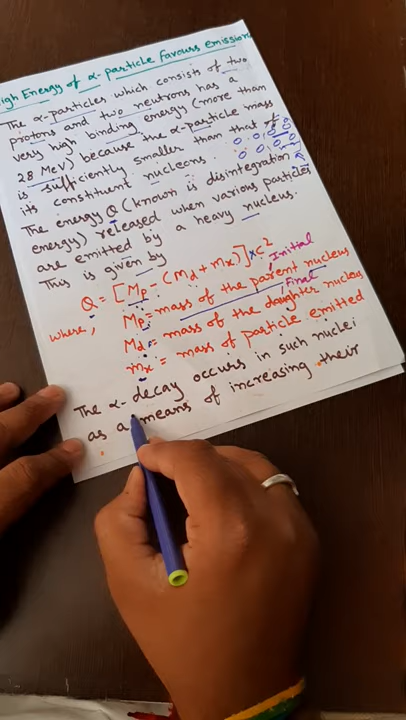 High Energy of α-particle favours emission
The α-particles which consists of two
protons and two neutrons has a
very high binding energy (more than
28 MeV) because the α-particle mass
is sufficiently smaller than that of
its constituent nucleons.
The energy Q (known is disintegration
energy) released when various particles
are emitted by a heavy nucleus.
This is given by
Initial
Q = [Mp - (Md + mx)] × c²
Final
where, Mp = mass of the parent nucleus
Md = mass of the daughter nucleus
mx = mass of particle emitted
The α-decay occurs in such nuclei
as a means of increasing their